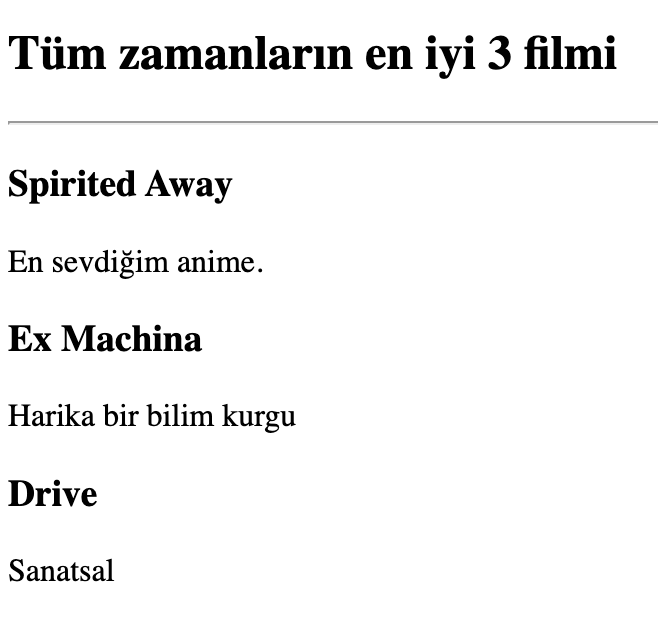 Tüm zamanların en iyi 3 filmi
Spirited Away
En sevdiğim anime.
Ex Machina
Harika bir bilim kurgu
Drive
Sanatsal